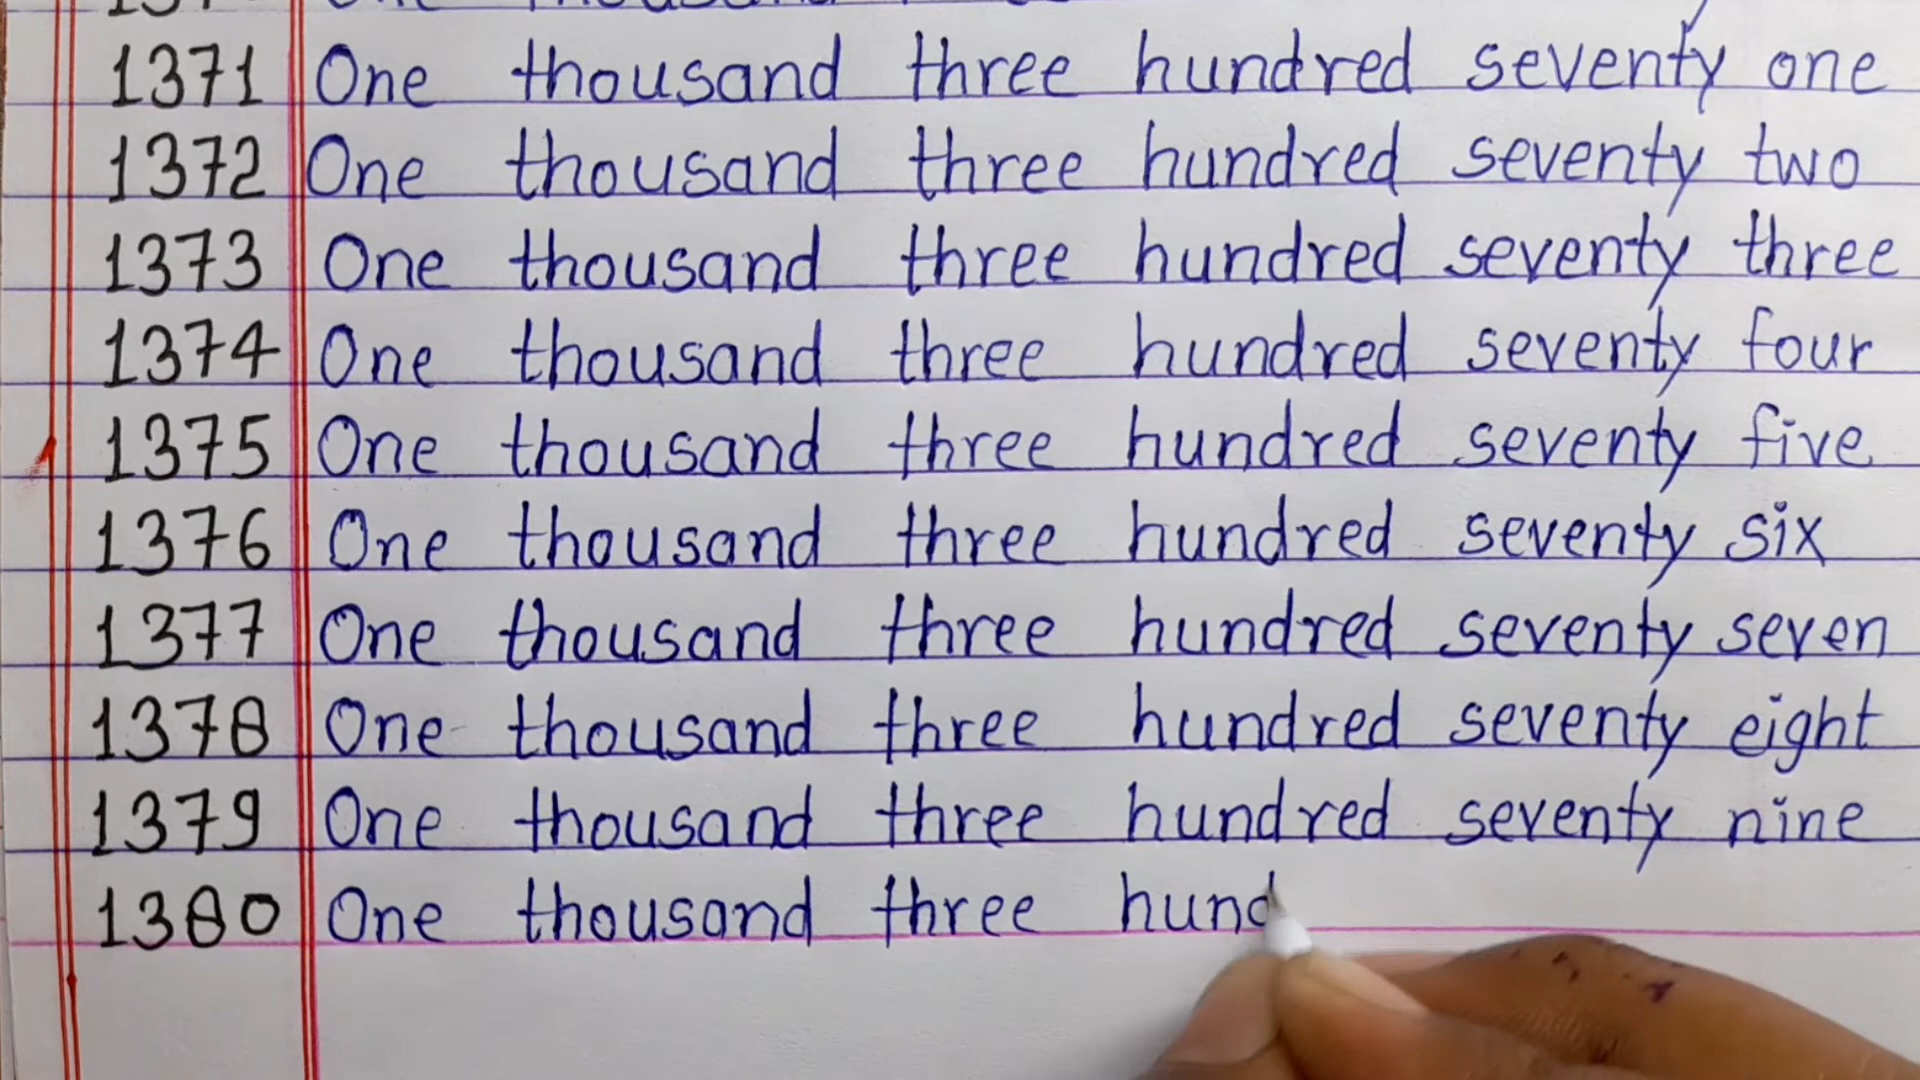 1371 One thousand three hundred seventy one
1372 One thousand three hundred seventy two
1373 One thousand three hundred seventy three
1374 One thousand three hundred seventy four
1375 One thousand three hundred seventy five
1376 One thousand three hundred seventy six
1377 One thousand three hundred seventy seven
1378 One thousand three hundred seventy eight
1379 One thousand three hundred seventy nine
1380 One thousand three hund